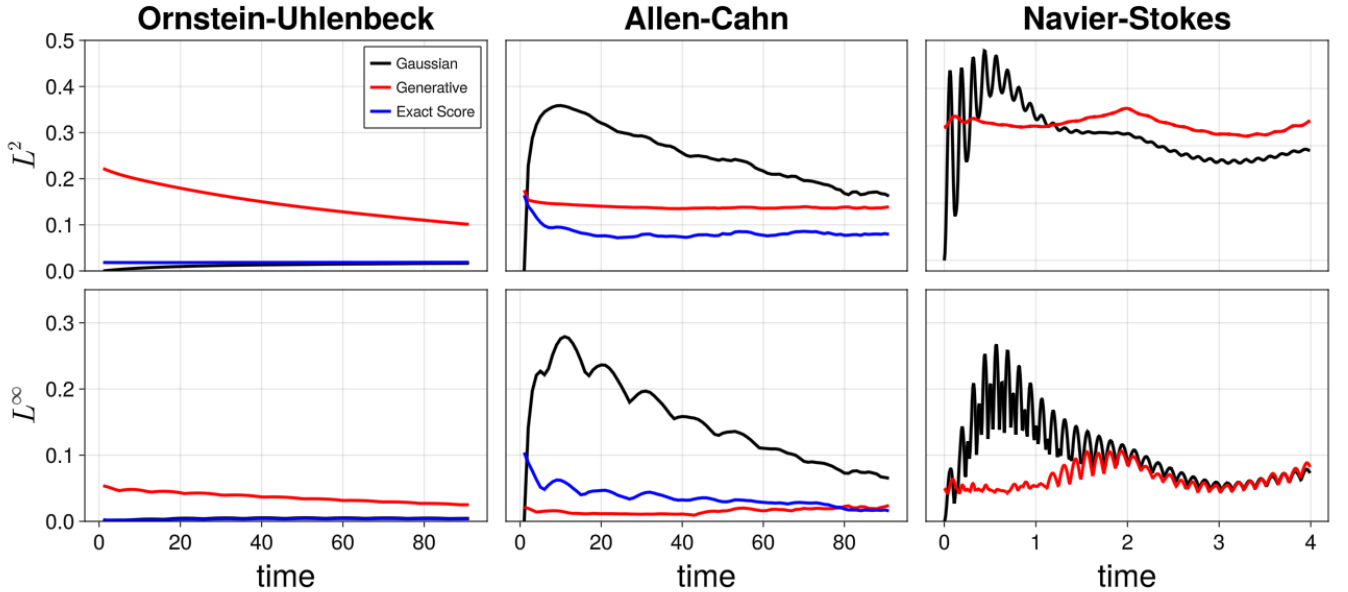 Ornstein-Uhlenbeck
Allen-Cahn
Navier-Stokes
L²
0.5
0.4
0.3
0.2
0.1
0.0
Gaussian
Generative
Exact Score
L∞
0.3
0.2
0.1
0.0
0 20 40 60 80
0 20 40 60 80
0 1 2 3 4
time
time
time